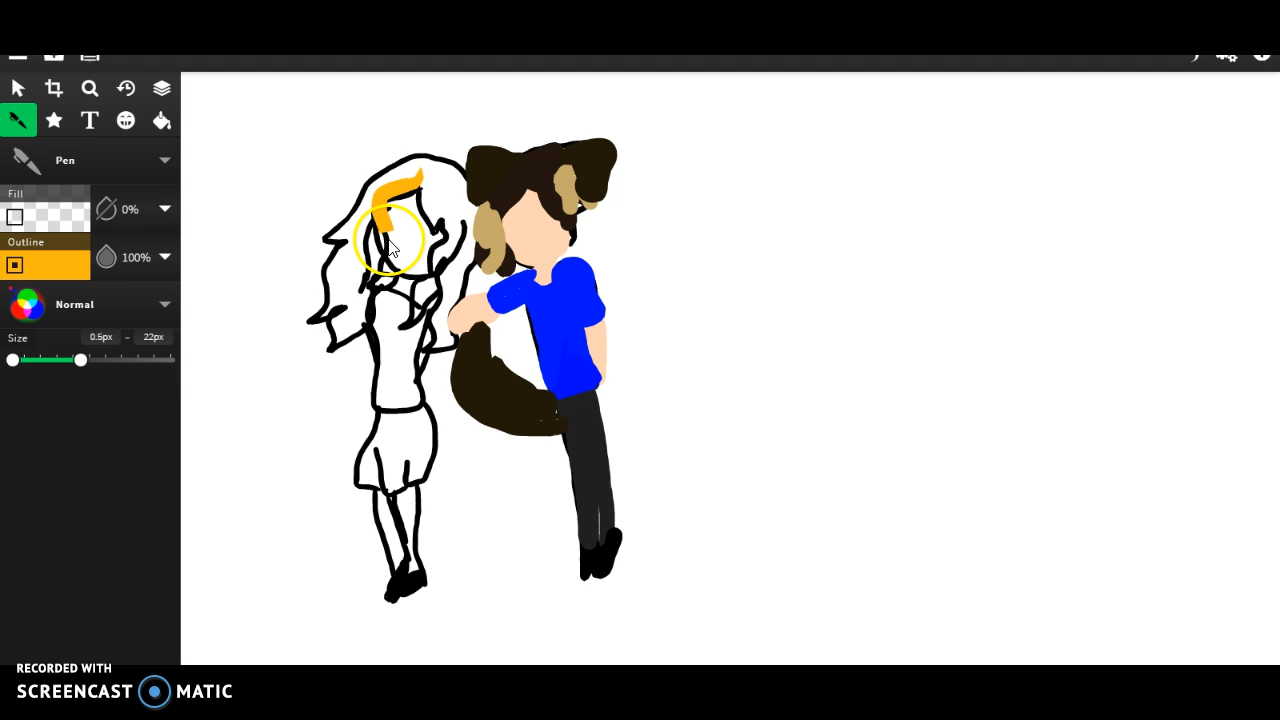 Pen
Fill
0%
Outline
100%
Normal
Size 0.5px - 22px
RECORDED WITH
SCREENCAST MATIC